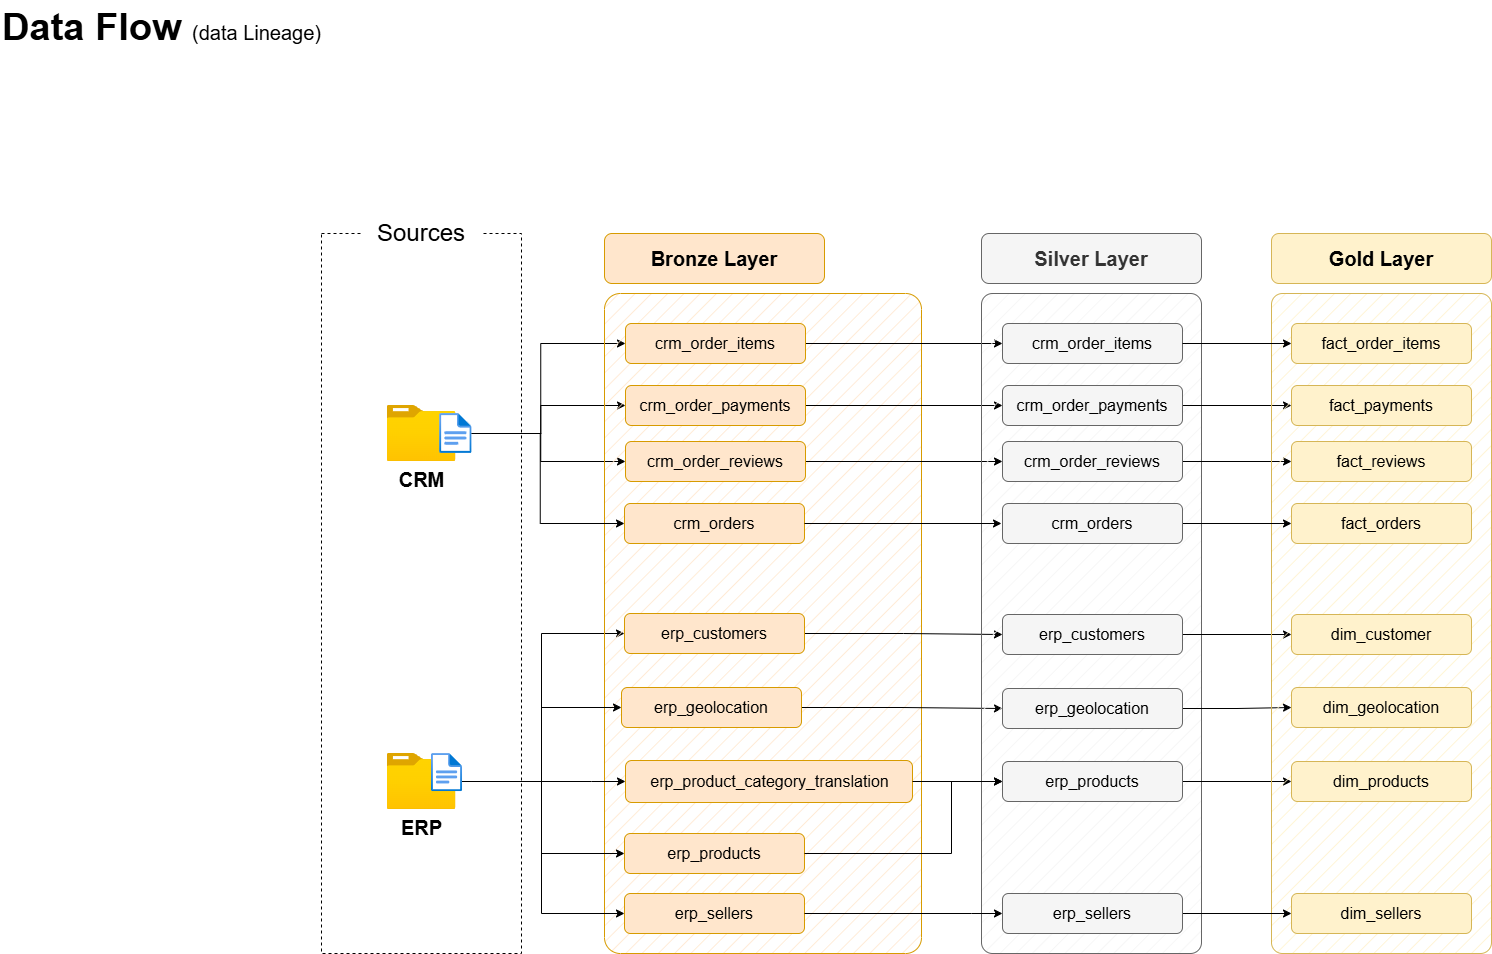 Data Flow (data Lineage)
Sources
Bronze Layer
Silver Layer
Gold Layer
crm_order_items
crm_order_items
fact_order_items
crm_order_payments
crm_order_payments
fact_payments
crm_order_reviews
crm_order_reviews
fact_reviews
CRM
crm_orders
crm_orders
fact_orders
erp_customers
erp_customers
dim_customer
erp_geolocation
erp_geolocation
dim_geolocation
erp_product_category_translation
erp_products
dim_products
ERP
erp_products
erp_sellers
erp_sellers
dim_sellers